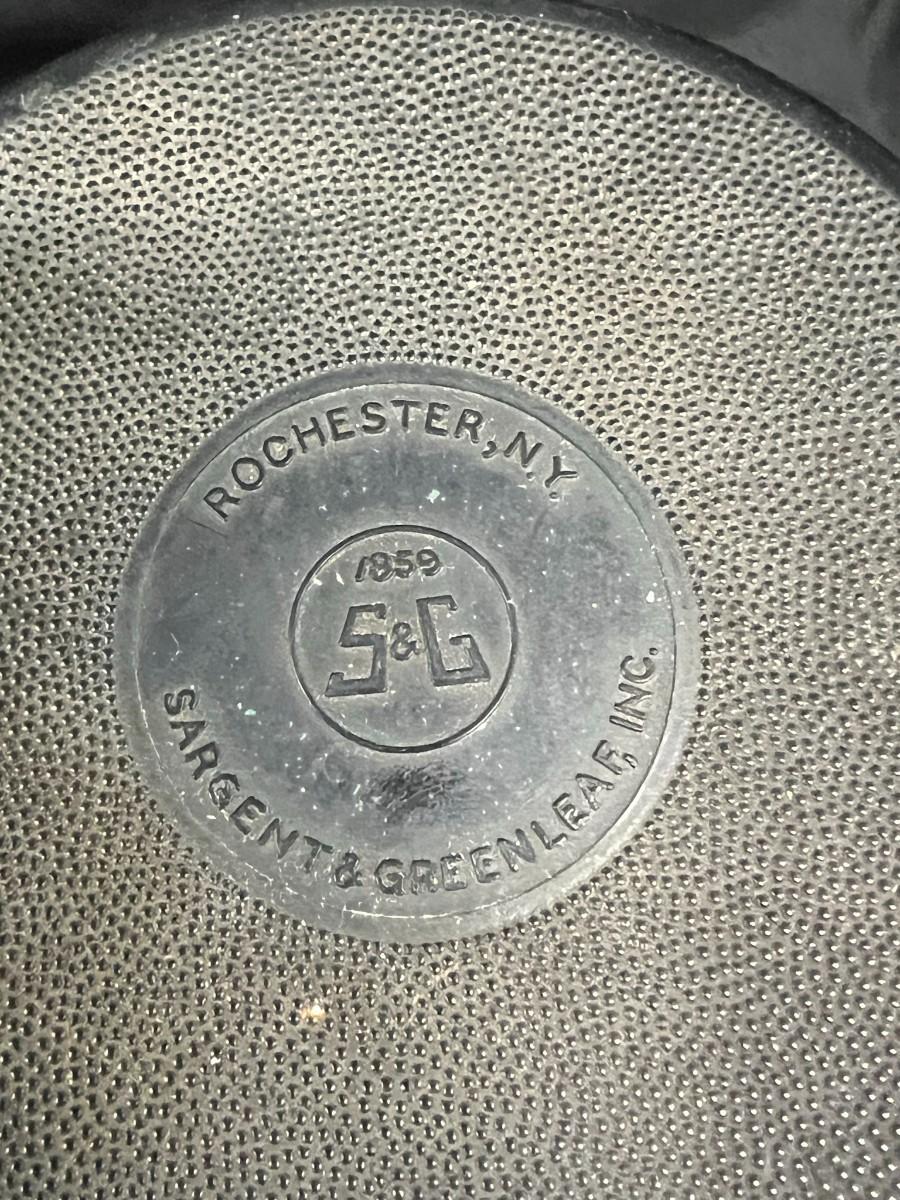 ROCHESTER, N.Y.
1859
S&G
SARGENT & GREENLEAF, INC.